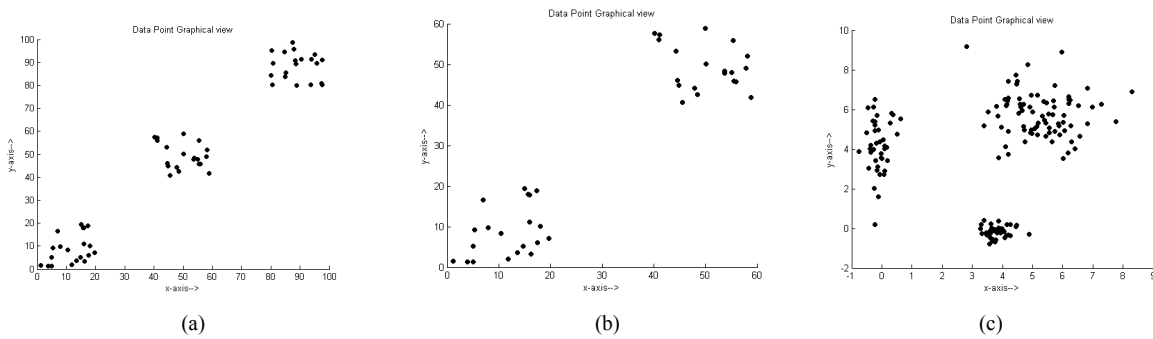 Data Point Graphical view
100
90
80
70
60
50
40
30
20
10
0
y-axis-->
0 10 20 30 40 50 60 70 80 90 100
x-axis-->
(a)
Data Point Graphical view
60
50
40
30
20
10
0
y-axis-->
0 10 20 30 40 50 60
x-axis-->
(b)
Data Point Graphical view
10
8
6
4
2
0
-2
y-axis-->
-1 0 1 2 3 4 5 6 7 8 9
x-axis-->
(c)